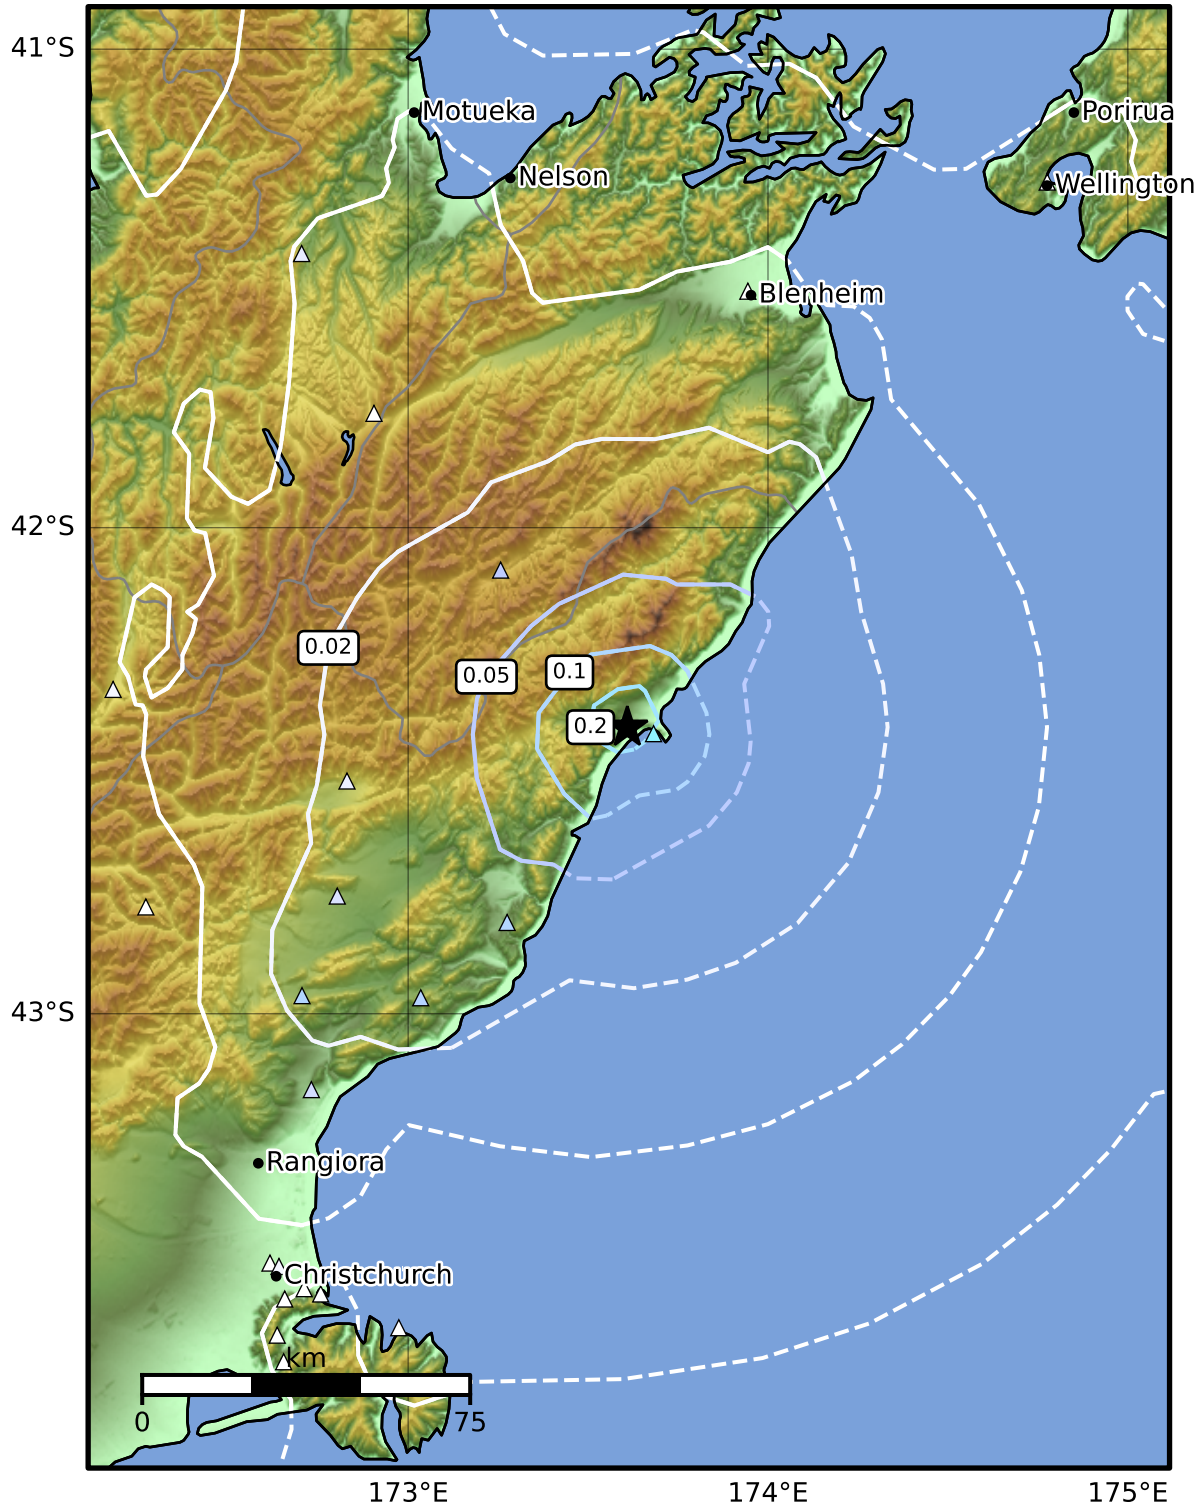 41°S
Motueka
Porirua
Nelson
Wellington
Blenheim
42°S
0.02
0.05
0.1
0.2
43°S
Rangiora
Christchurch
km
0
75
173°E
174°E
175°E